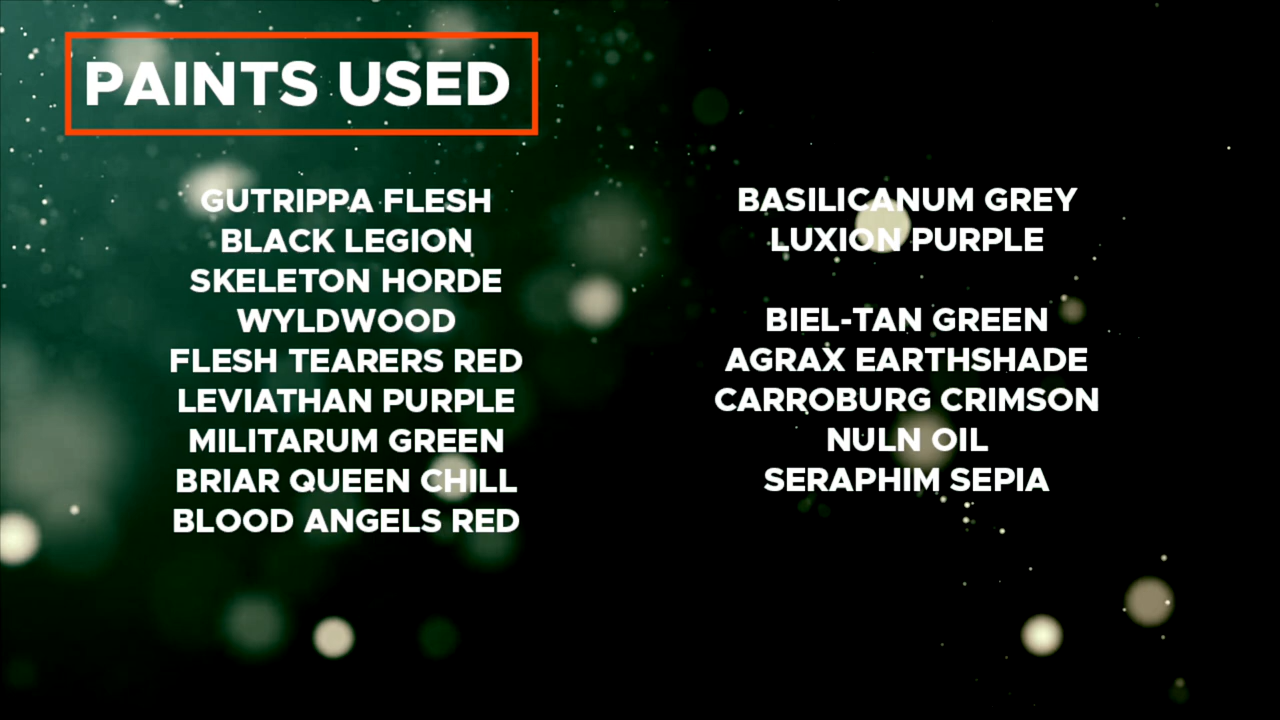 PAINTS USED
GUTRIPPA FLESH
BLACK LEGION
SKELETON HORDE
WYLDWOOD
FLESH TEARERS RED
LEVIATHAN PURPLE
MILITARUM GREEN
BRIAR QUEEN CHILL
BLOOD ANGELS RED
BASILICANUM GREY
LUXION PURPLE
BIEL-TAN GREEN
AGRAX EARTHSHADE
CARROBURG CRIMSON
NULN OIL
SERAPHIM SEPIA